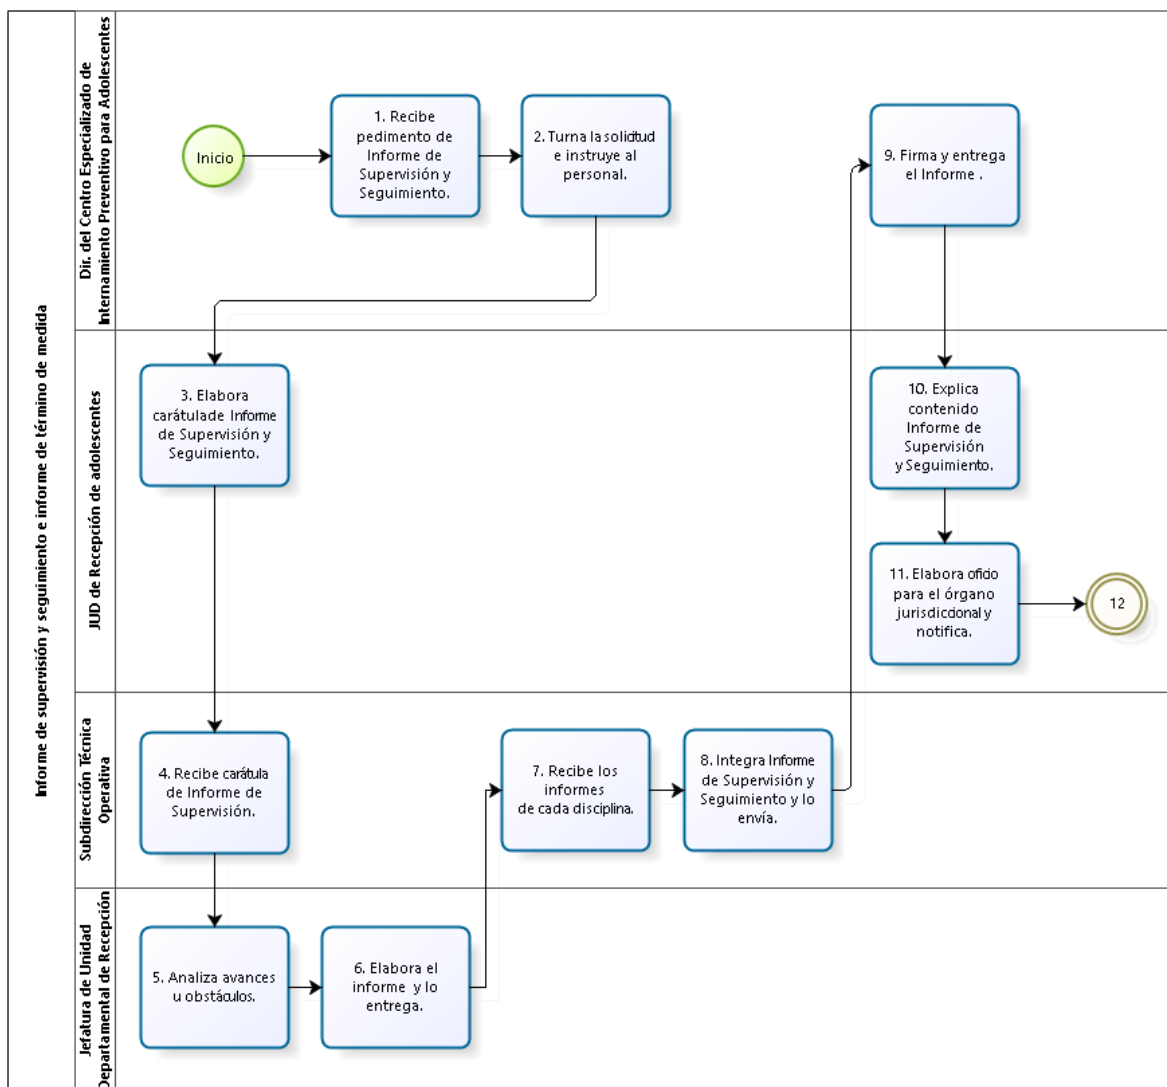 Informe de supervisión y seguimiento e informe de término de medida
Dir. del Centro Especializado de
Internamiento Preventivo para Adolescentes
Inicio
1. Recibe
pedimento de
Informe de
Supervisión y
Seguimiento.
2. Turna la solicitud
e instruye al
personal.
9. Firma y entrega
el Informe .
JUD de Recepción de adolescentes
3. Elabora
carátula de Informe
de Supervisión y
Seguimiento.
10. Explica
contenido
Informe de
Supervisión
y Seguimiento.
11. Elabora oficio
para el órgano
jurisdiccional y
notifica.
12
Subdirección Técnica
Operativa
4. Recibe carátula
de Informe de
Supervisión.
7. Recibe los
informes
de cada disciplina.
8. Integra Informe
de Supervisión y
Seguimiento y lo
envía.
Jefatura de Unidad
Departamental de Recepción
5. Analiza avances
u obstáculos.
6. Elabora el
informe y lo
entrega.